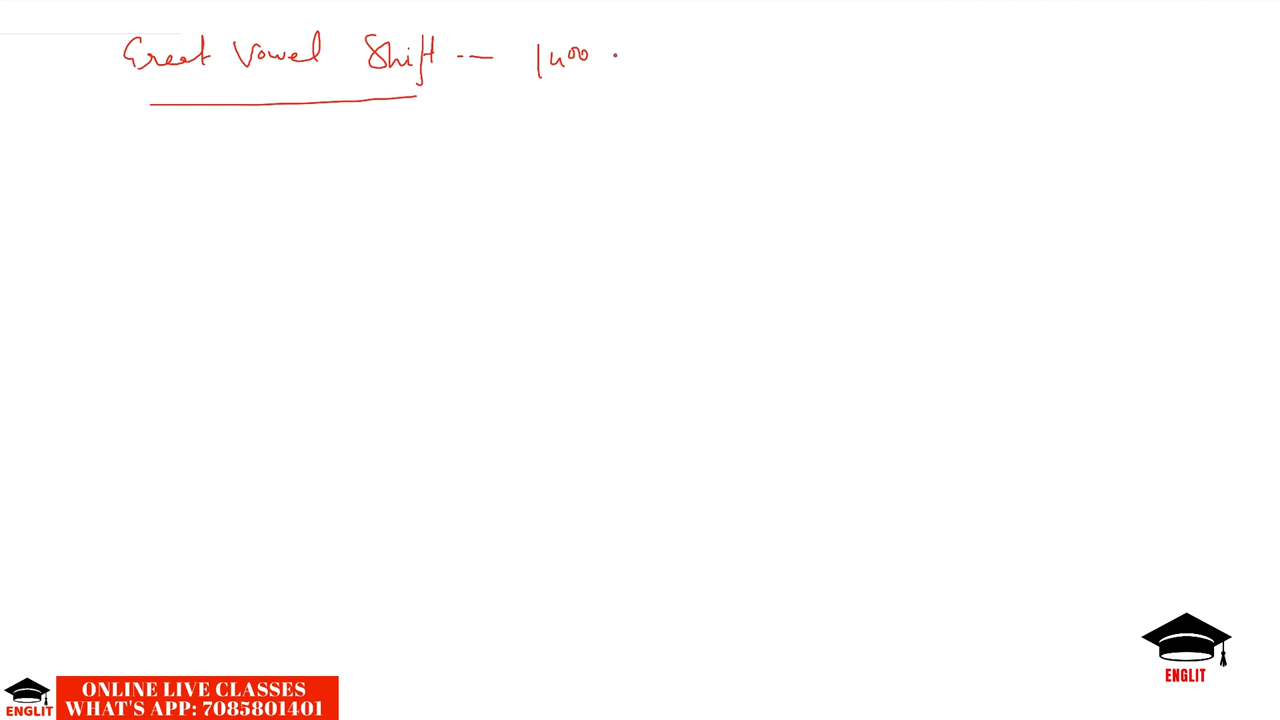 Great Vowel Shift -- 1400
ENGLIT
ONLINE LIVE CLASSES
WHAT'S APP: 7085801401
ENGLIT